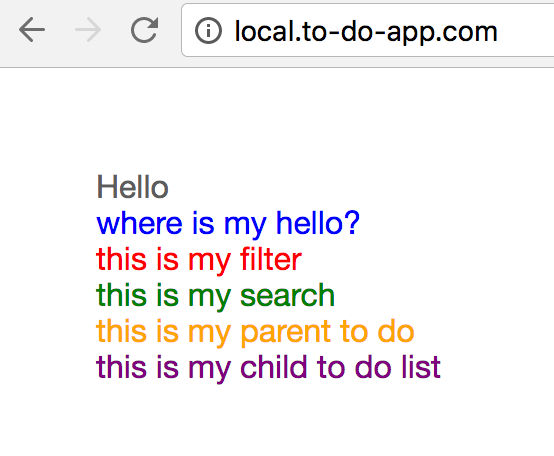 local.to-do-app.com
Hello
where is my hello?
this is my filter
this is my search
this is my parent to do
this is my child to do list